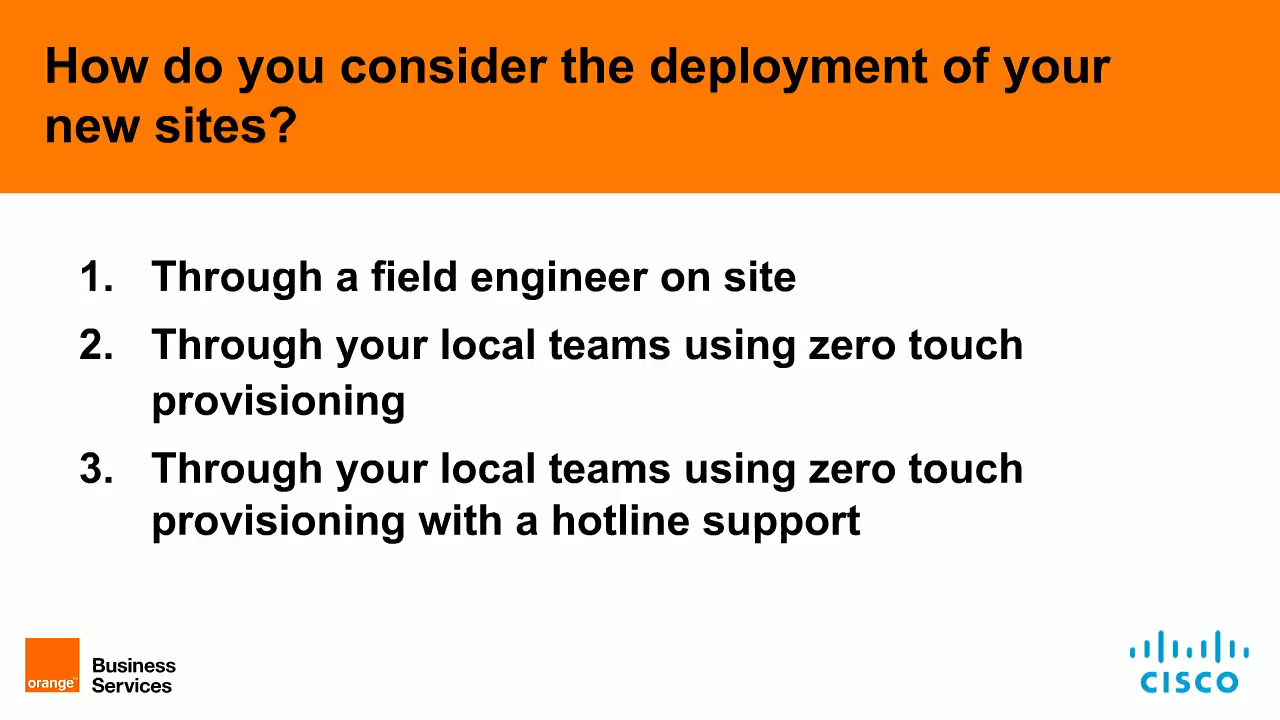 How do you consider the deployment of your
new sites?
1. Through a field engineer on site
2. Through your local teams using zero touch
provisioning
3. Through your local teams using zero touch
provisioning with a hotline support
orange™
Business
Services
CISCO